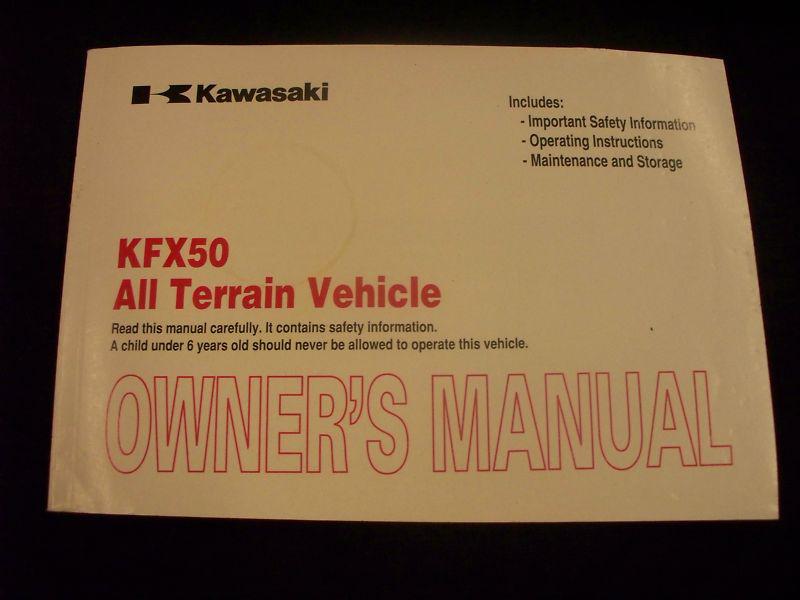 Kawasaki
Includes:
- Important Safety Information
- Operating Instructions
- Maintenance and Storage
KFX50
All Terrain Vehicle
Read this manual carefully. It contains safety information.
A child under 6 years old should never be allowed to operate this vehicle.
OWNER'S MANUAL